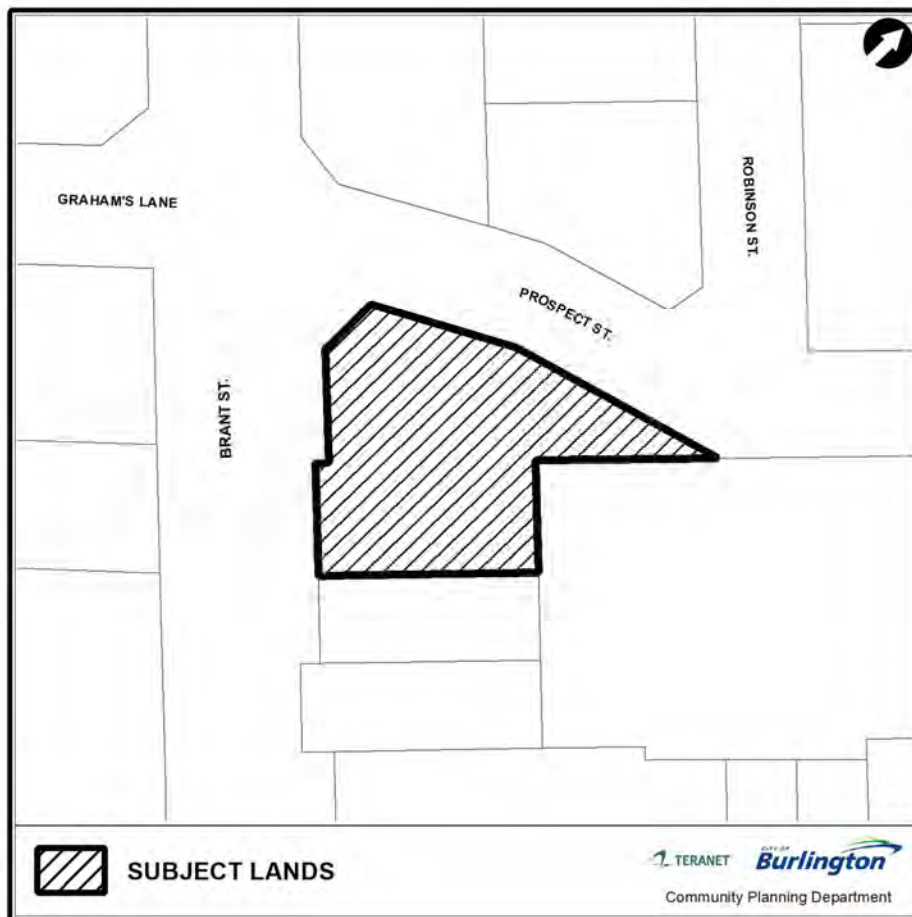 GRAHAM'S LANE
ROBINSON ST.
PROSPECT ST.
BRANT ST.
SUBJECT LANDS
TERANET
CITY OF
Burlington
Community Planning Department